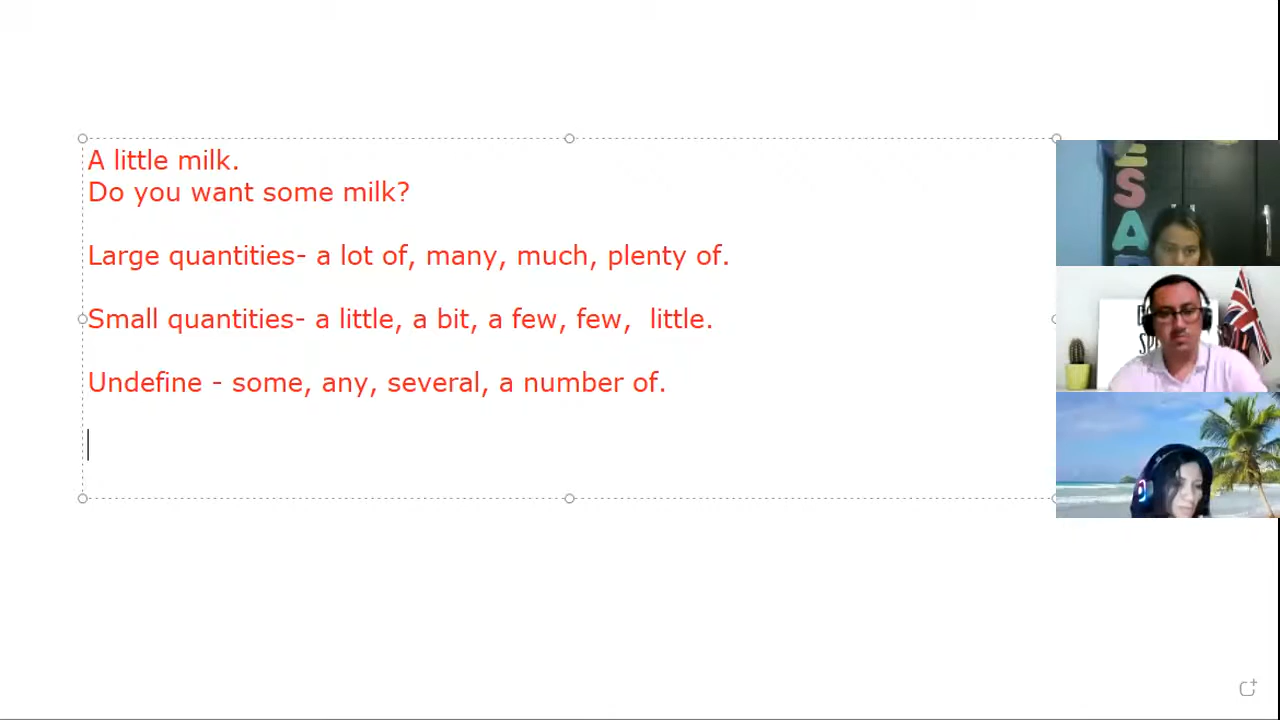 A little milk.
Do you want some milk?
Large quantities- a lot of, many, much, plenty of.
Small quantities- a little, a bit, a few, few,  little.
Undefine - some, any, several, a number of.
E
S
A